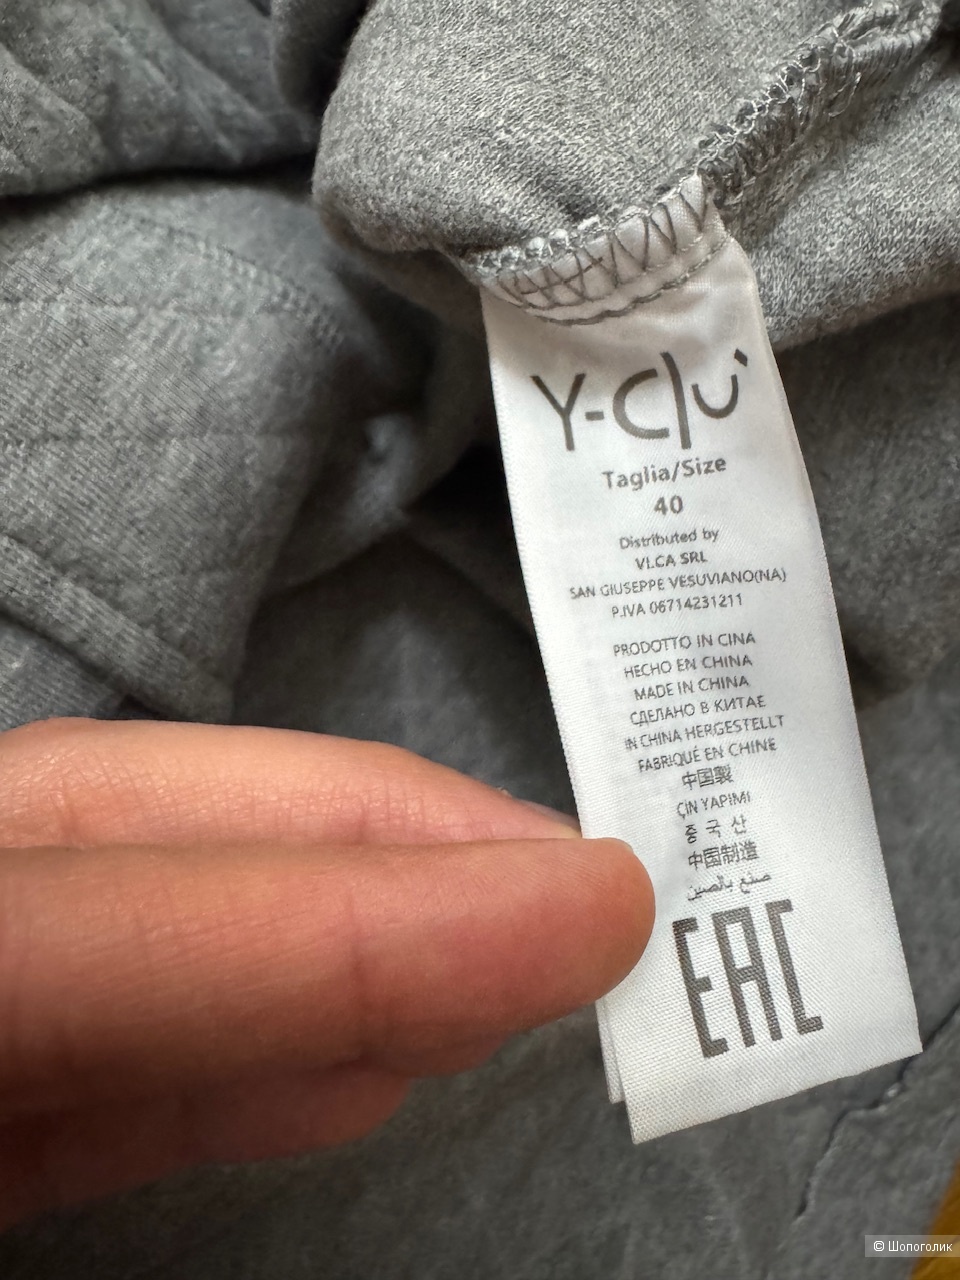 Y-Clu'
Taglia/Size
40
Distributed by
VI.CA SRL
SAN GIUSEPPE VESUVIANO(NA)
P.IVA 06714231211
PRODOTTO IN CINA
HECHO EN CHINA
MADE IN CHINA
СДЕЛАНО В КИТАЕ
IN CHINA HERGESTELLT
FABRIQUÉ EN CHINE
中国製
ÇIN YAPIMI
중국산
中国制造
صنع بالصين
EAC
© Шопоголик